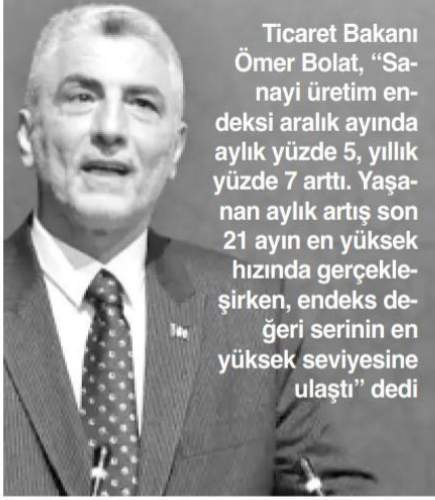 Ticaret Bakanı
Ömer Bolat, “Sa-
nayi üretim en-
deksi aralık ayında
aylık yüzde 5, yıllık
yüzde 7 arttı. Yaşa-
nan aylık artış son
21 ayın en yüksek
hızında gerçekle-
şirken, endeks de-
ğeri serinin en
yüksek seviyesine
ulaştı” dedi